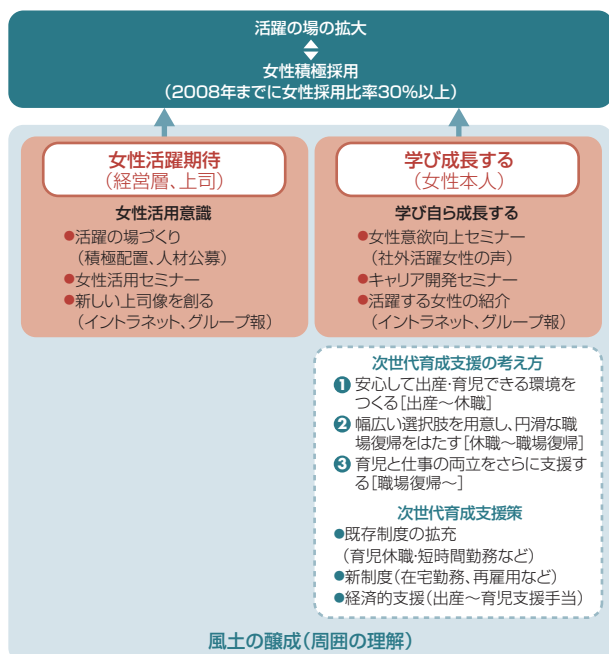 活躍の場の拡大
女性積極採用
(2008年までに女性採用比率30%以上)
女性活躍期待
(経営層、上司)
女性活用意識
●活躍の場づくり
(積極配置、人材公募)
●女性活用セミナー
●新しい上司像を創る
(イントラネット、グループ報)
学び成長する
(女性本人)
学び自ら成長する
●女性意欲向上セミナー
(社外活躍女性の声)
●キャリア開発セミナー
●活躍する女性の紹介
(イントラネット、グループ報)
次世代育成支援の考え方
❶ 安心して出産・育児できる環境を
つくる[出産～休職]
❷ 幅広い選択肢を用意し、円滑な職
場復帰をはたす[休職～職場復帰]
❸ 育児と仕事の両立をさらに支援す
る[職場復帰～]
次世代育成支援策
●既存制度の拡充
(育児休職・短時間勤務など)
●新制度(在宅勤務、再雇用など)
●経済的支援(出産～育児支援手当)
風土の醸成(周囲の理解)